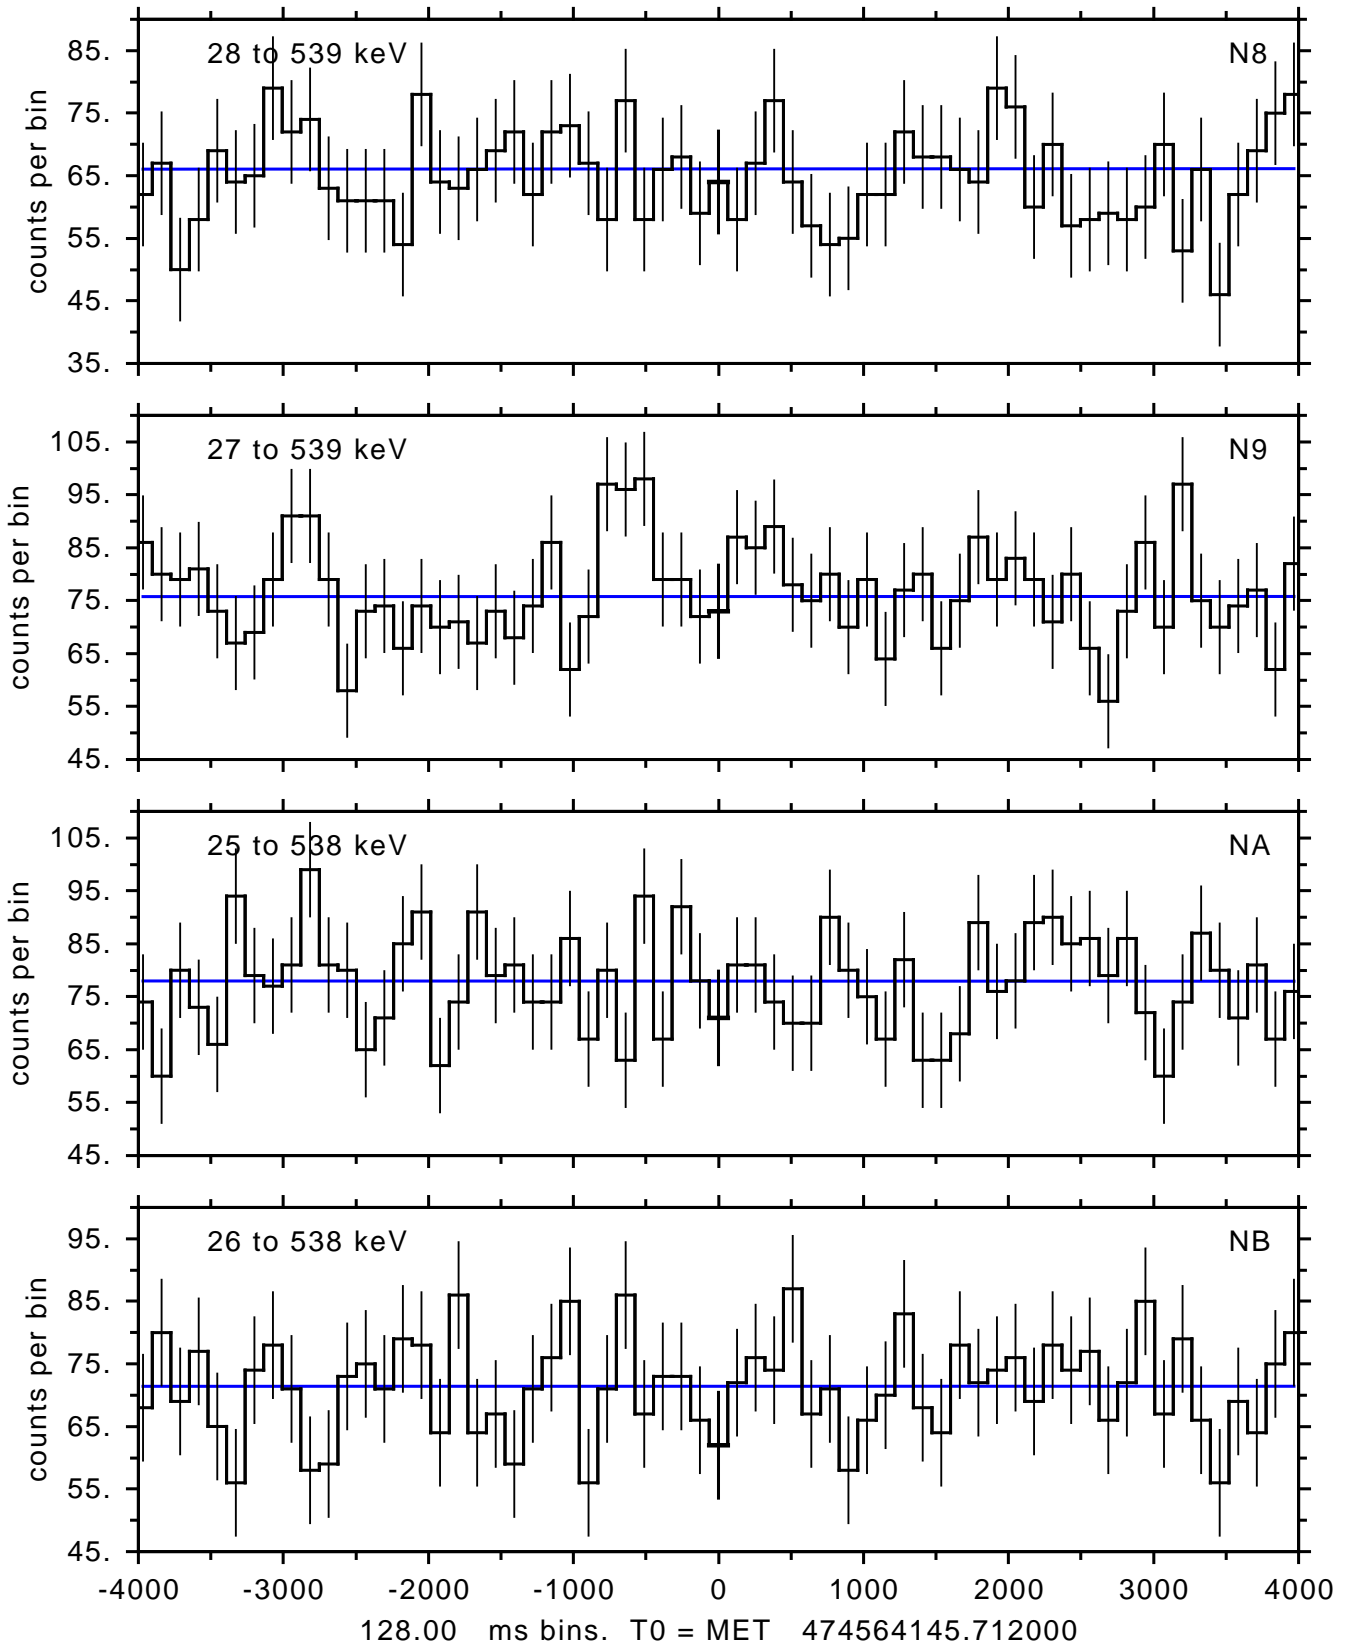 28 to 539 keV N8
85.
75.
65.
55.
45.
35.
counts per bin
27 to 539 keV N9
105.
95.
85.
75.
65.
55.
45.
counts per bin
25 to 538 keV NA
105.
95.
85.
75.
65.
55.
45.
counts per bin
26 to 538 keV NB
95.
85.
75.
65.
55.
45.
counts per bin
-4000 -3000 -2000 -1000 0 1000 2000 3000 4000
128.00 ms bins. T0 = MET 474564145.712000